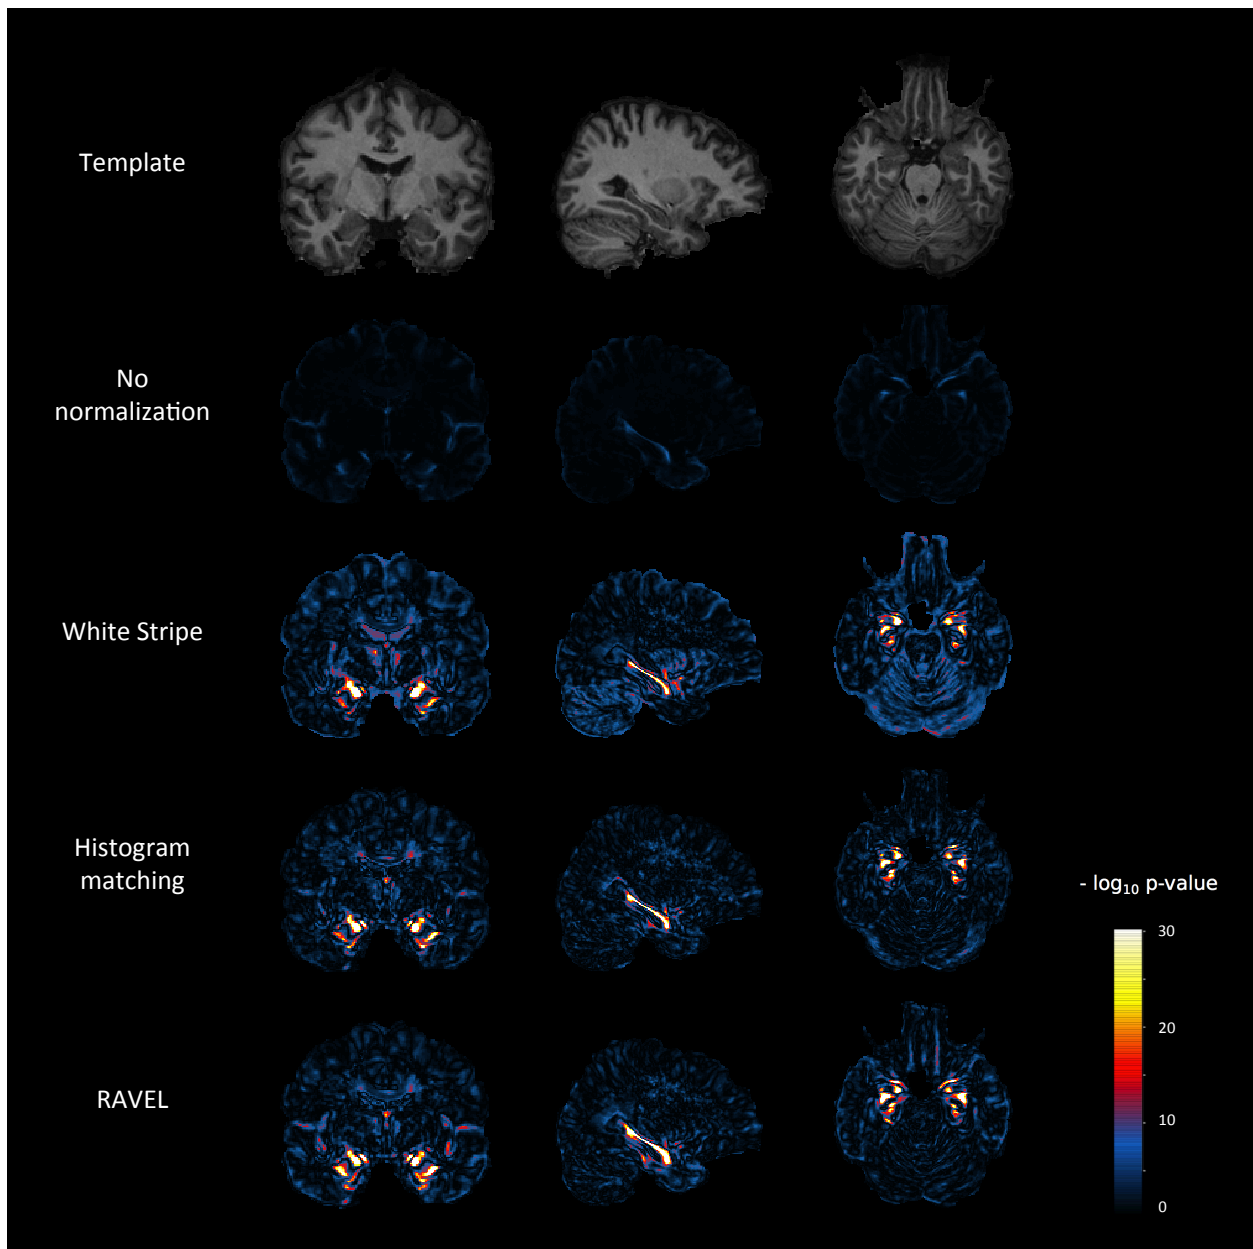 Template
No
normalization
White Stripe
Histogram
matching
RAVEL
- log₁₀ p-value
30
20
10
0